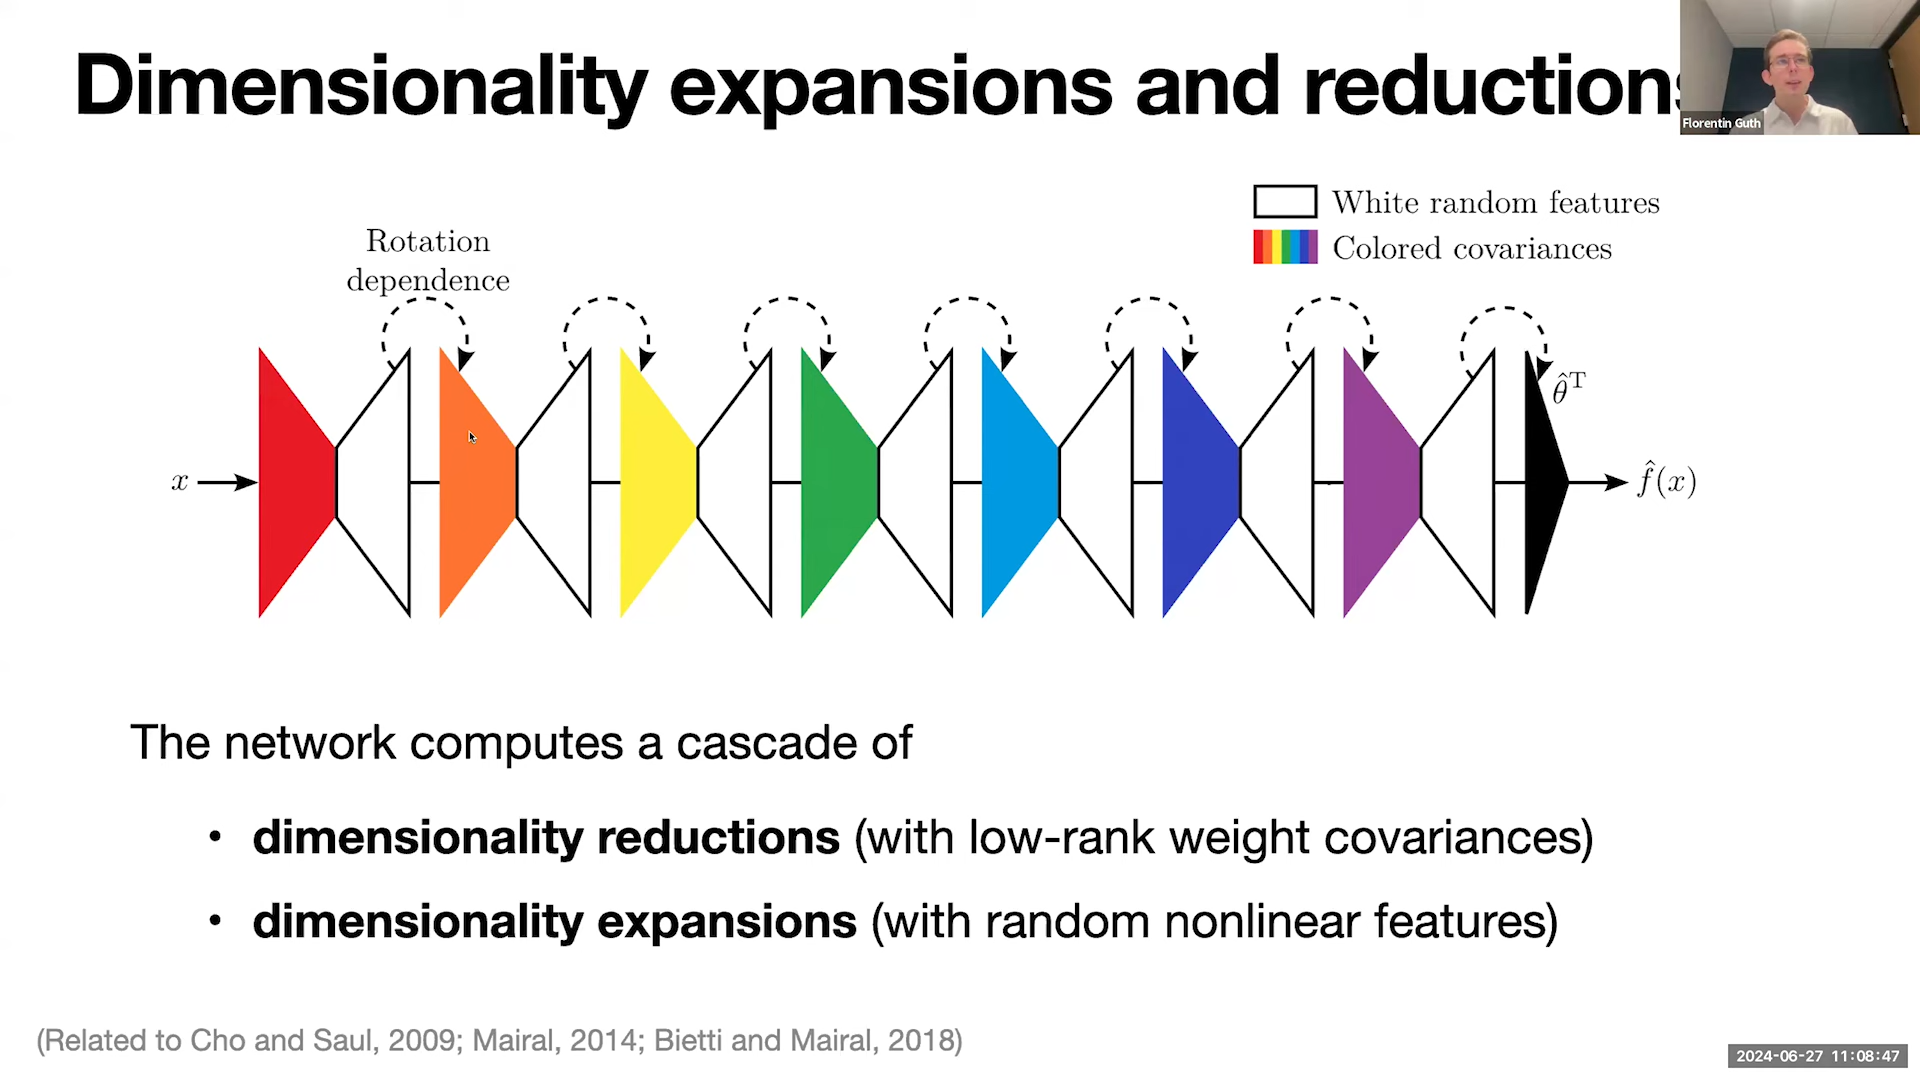 Dimensionality expansions and reductions
Florentin Guth
White random features
Colored covariances
Rotation
dependence
x
θ̂ᵀ
f̂(x)
The network computes a cascade of
• dimensionality reductions (with low-rank weight covariances)
• dimensionality expansions (with random nonlinear features)
(Related to Cho and Saul, 2009; Mairal, 2014; Bietti and Mairal, 2018)
2024-06-27 11:08:47